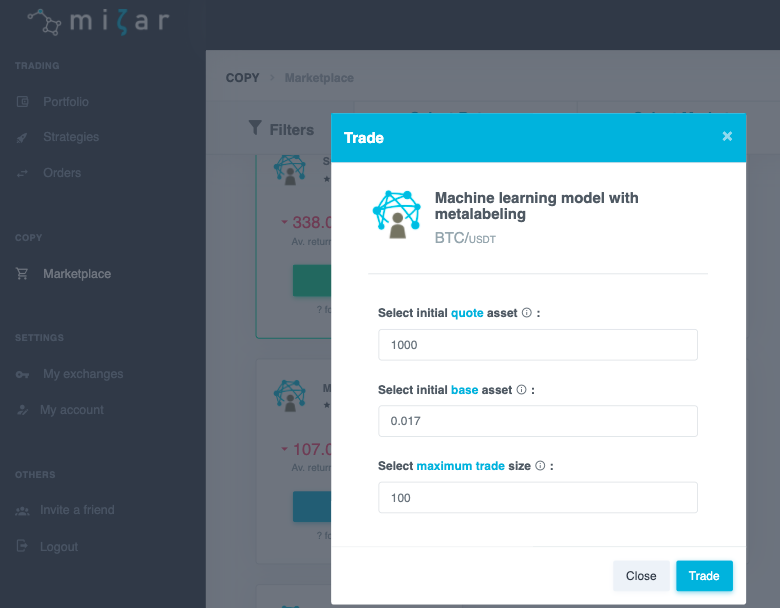 mizar
TRADING
Portfolio
Strategies
Orders
COPY
Marketplace
SETTINGS
My exchanges
My account
OTHERS
Invite a friend
Logout
COPY > Marketplace
Filters
338.0
Av. return
? fo
M
107.0
Av. return
? fo
Trade ×
Machine learning model with
metalabeling
BTC/USDT
Select initial quote asset :
1000
Select initial base asset :
0.017
Select maximum trade size :
100
Close Trade